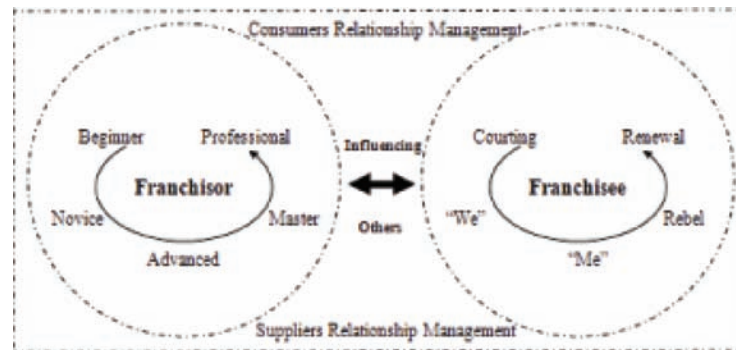 Consumers Relationship Management
Beginner
Professional
Franchisor
Novice
Master
Advanced
Influencing
Others
Courting
Renewal
Franchisee
“We”
Rebel
“Me”
Suppliers Relationship Management